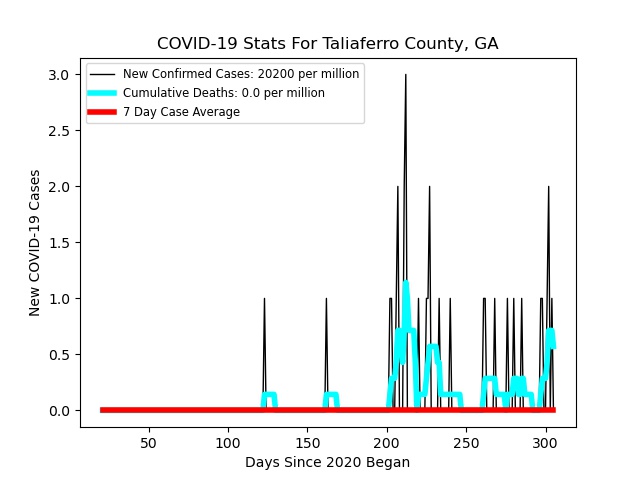 COVID-19 Stats For Taliaferro County, GA
New Confirmed Cases: 20200 per million
Cumulative Deaths: 0.0 per million
7 Day Case Average
New COVID-19 Cases
3.0
2.5
2.0
1.5
1.0
0.5
0.0
50 100 150 200 250 300
Days Since 2020 Began